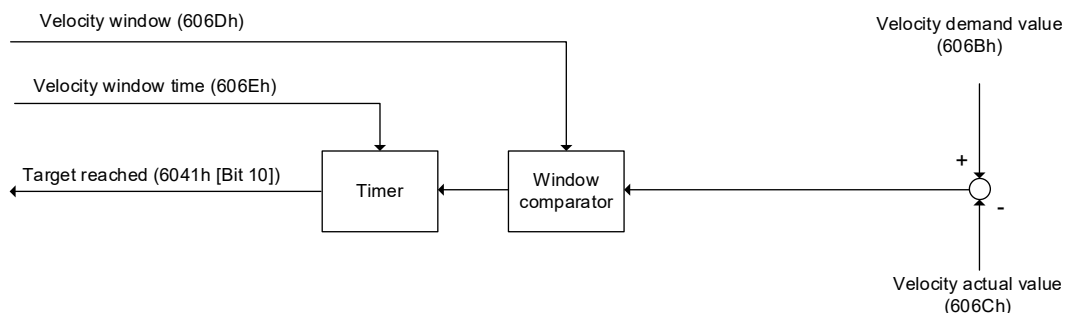 Velocity window (606Dh)
Velocity demand value
(606Bh)
Velocity window time (606Eh)
Target reached (6041h [Bit 10])
Timer
Window
comparator
+
-
Velocity actual value
(606Ch)